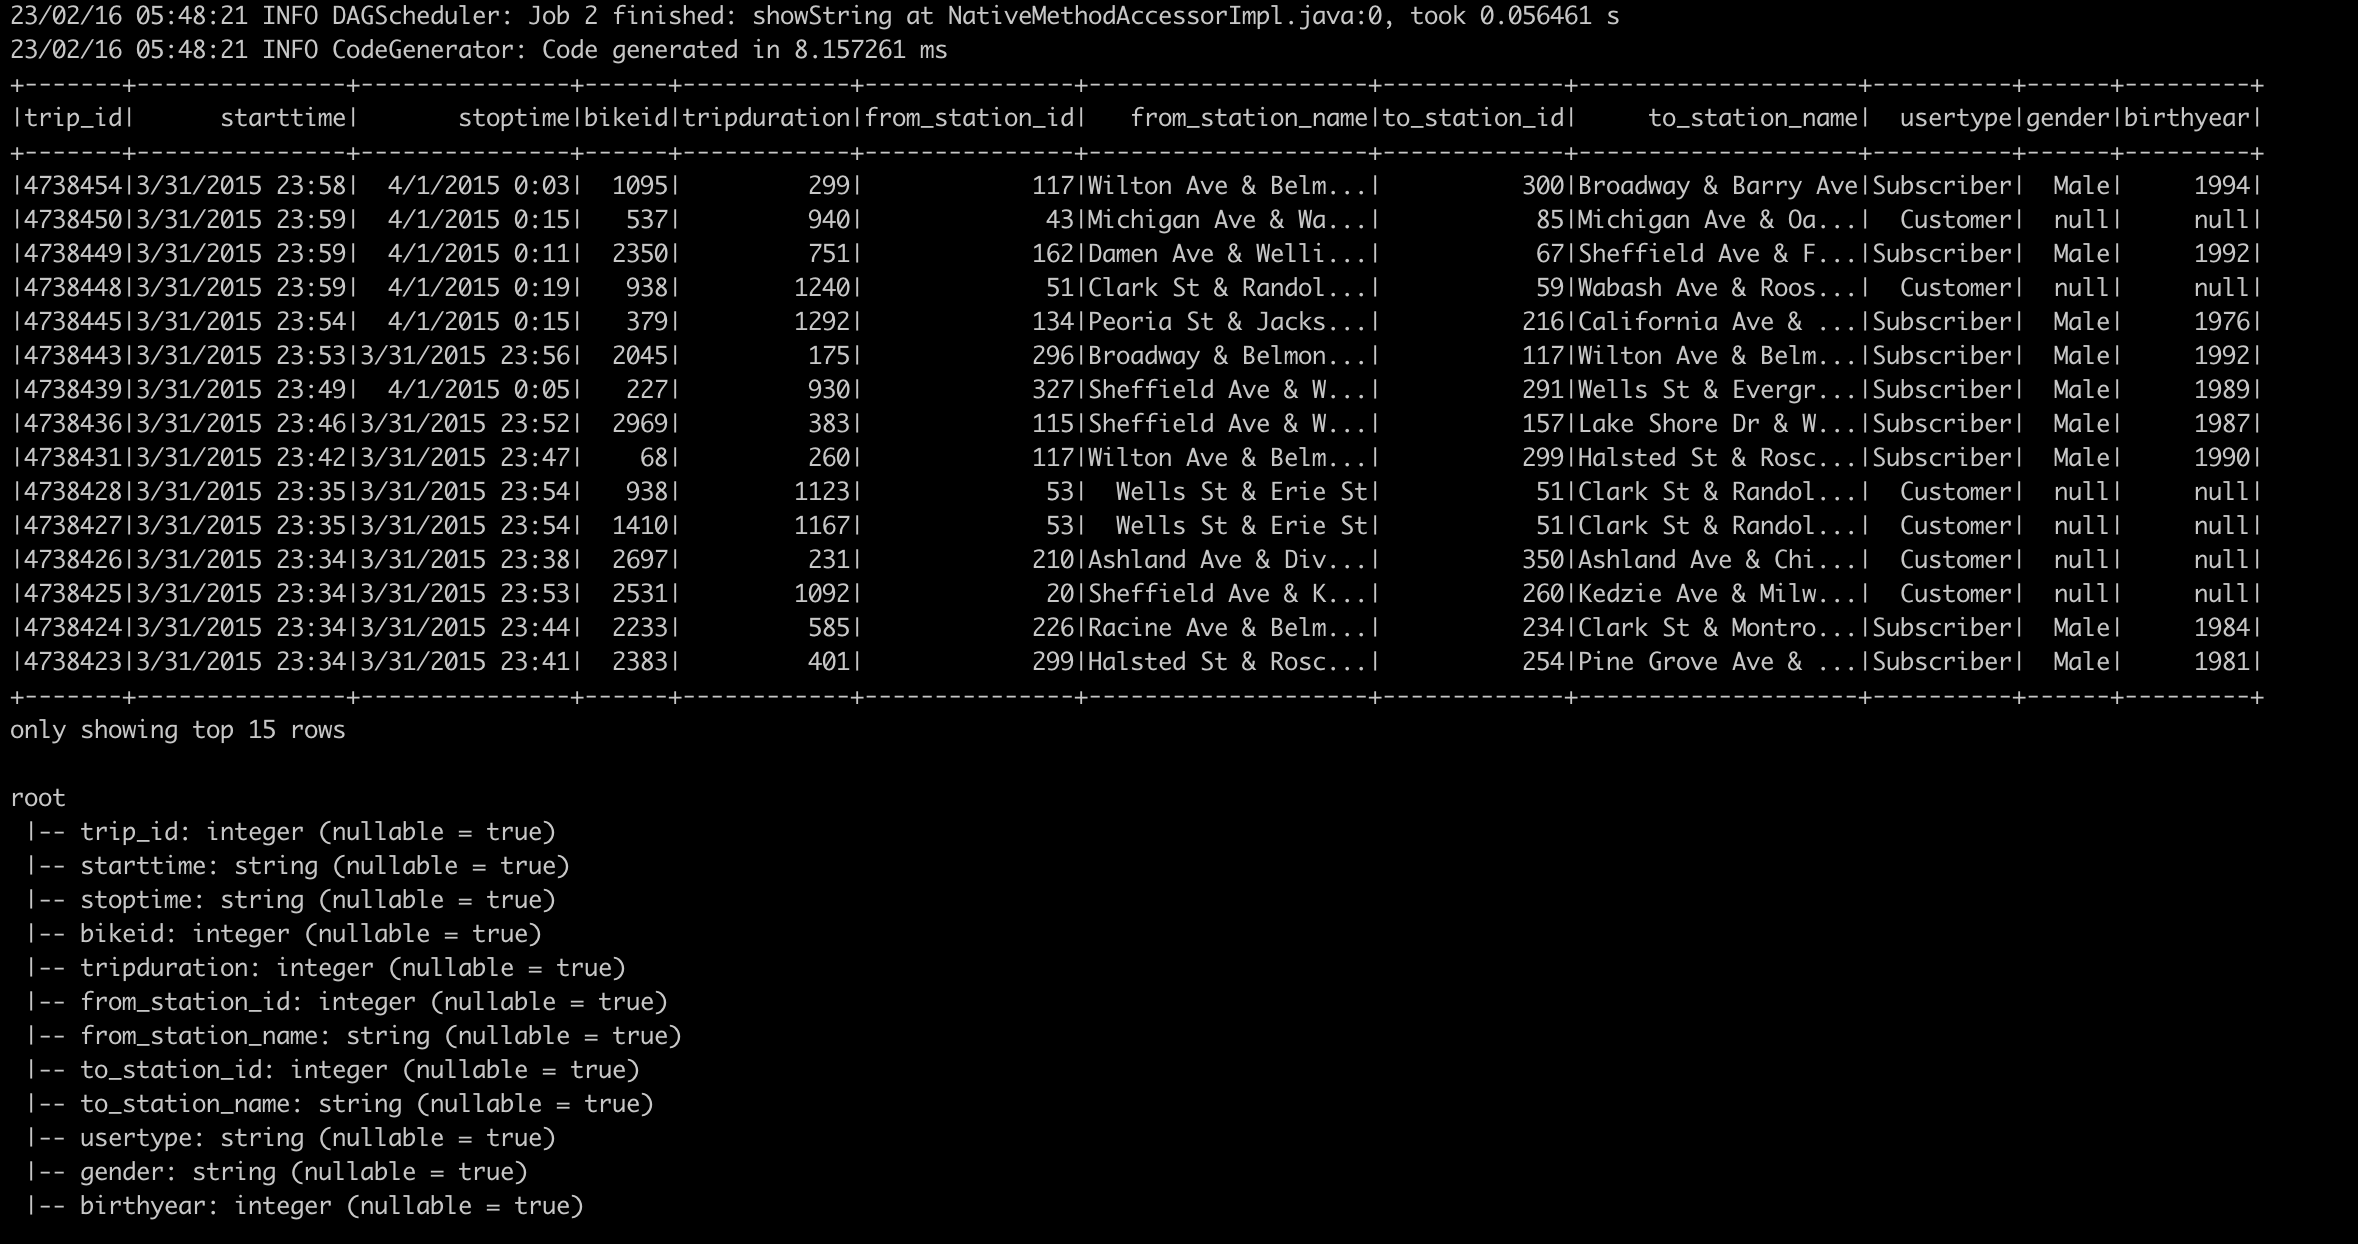 23/02/16 05:48:21 INFO DAGScheduler: Job 2 finished: showString at NativeMethodAccessorImpl.java:0, took 0.056461 s
23/02/16 05:48:21 INFO CodeGenerator: Code generated in 8.157261 ms
+-------+---------------+---------------+------+------------+---------------+--------------------+-------------+--------------------+----------+------+---------+
|trip_id|      starttime|       stoptime|bikeid|tripduration|from_station_id|   from_station_name|to_station_id|     to_station_name|  usertype|gender|birthyear|
+-------+---------------+---------------+------+------------+---------------+--------------------+-------------+--------------------+----------+------+---------+
|4738454|3/31/2015 23:58|  4/1/2015 0:03|  1095|         299|            117|Wilton Ave & Belm...|          300|Broadway & Barry Ave|Subscriber|  Male|     1994|
|4738450|3/31/2015 23:59|  4/1/2015 0:15|   537|         940|             43|Michigan Ave & Wa...|           85|Michigan Ave & Oa...|  Customer|  null|     null|
|4738449|3/31/2015 23:59|  4/1/2015 0:11|  2350|         751|            162|Damen Ave & Welli...|           67|Sheffield Ave & F...|Subscriber|  Male|     1992|
|4738448|3/31/2015 23:59|  4/1/2015 0:19|   938|        1240|             51|Clark St & Randol...|           59|Wabash Ave & Roos...|  Customer|  null|     null|
|4738445|3/31/2015 23:54|  4/1/2015 0:15|   379|        1292|            134|Peoria St & Jacks...|          216|California Ave & ...|Subscriber|  Male|     1976|
|4738443|3/31/2015 23:53|3/31/2015 23:56|  2045|         175|            296|Broadway & Belmon...|          117|Wilton Ave & Belm...|Subscriber|  Male|     1992|
|4738439|3/31/2015 23:49|  4/1/2015 0:05|   227|         930|            327|Sheffield Ave & W...|          291|Wells St & Evergr...|Subscriber|  Male|     1989|
|4738436|3/31/2015 23:46|3/31/2015 23:52|  2969|         383|            115|Sheffield Ave & W...|          157|Lake Shore Dr & W...|Subscriber|  Male|     1987|
|4738431|3/31/2015 23:42|3/31/2015 23:47|    68|         260|            117|Wilton Ave & Belm...|          299|Halsted St & Rosc...|Subscriber|  Male|     1990|
|4738428|3/31/2015 23:35|3/31/2015 23:54|   938|        1123|             53|  Wells St & Erie St|           51|Clark St & Randol...|  Customer|  null|     null|
|4738427|3/31/2015 23:35|3/31/2015 23:54|  1410|        1167|             53|  Wells St & Erie St|           51|Clark St & Randol...|  Customer|  null|     null|
|4738426|3/31/2015 23:34|3/31/2015 23:38|  2697|         231|            210|Ashland Ave & Div...|          350|Ashland Ave & Chi...|  Customer|  null|     null|
|4738425|3/31/2015 23:34|3/31/2015 23:53|  2531|        1092|             20|Sheffield Ave & K...|          260|Kedzie Ave & Milw...|  Customer|  null|     null|
|4738424|3/31/2015 23:34|3/31/2015 23:44|  2233|         585|            226|Racine Ave & Belm...|          234|Clark St & Montro...|Subscriber|  Male|     1984|
|4738423|3/31/2015 23:34|3/31/2015 23:41|  2383|         401|            299|Halsted St & Rosc...|          254|Pine Grove Ave & ...|Subscriber|  Male|     1981|
+-------+---------------+---------------+------+------------+---------------+--------------------+-------------+--------------------+----------+------+---------+
only showing top 15 rows

root
 |-- trip_id: integer (nullable = true)
 |-- starttime: string (nullable = true)
 |-- stoptime: string (nullable = true)
 |-- bikeid: integer (nullable = true)
 |-- tripduration: integer (nullable = true)
 |-- from_station_id: integer (nullable = true)
 |-- from_station_name: string (nullable = true)
 |-- to_station_id: integer (nullable = true)
 |-- to_station_name: string (nullable = true)
 |-- usertype: string (nullable = true)
 |-- gender: string (nullable = true)
 |-- birthyear: integer (nullable = true)